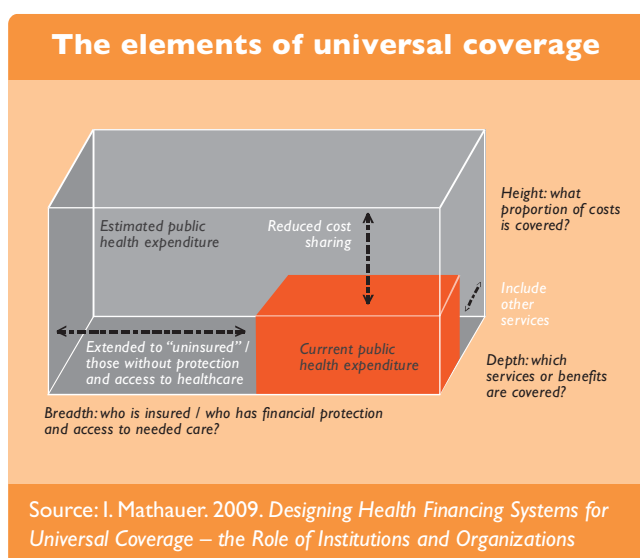 The elements of universal coverage
Estimated public
health expenditure
Reduced cost
sharing
Height: what
proportion of costs
is covered?
Include
other
services
Extended to “uninsured” /
those without protection
and access to healthcare
Currrent public
health expenditure
Depth: which
services or benefits
are covered?
Breadth: who is insured / who has financial protection
and access to needed care?
Source: I. Mathauer. 2009. Designing Health Financing Systems for
Universal Coverage – the Role of Institutions and Organizations